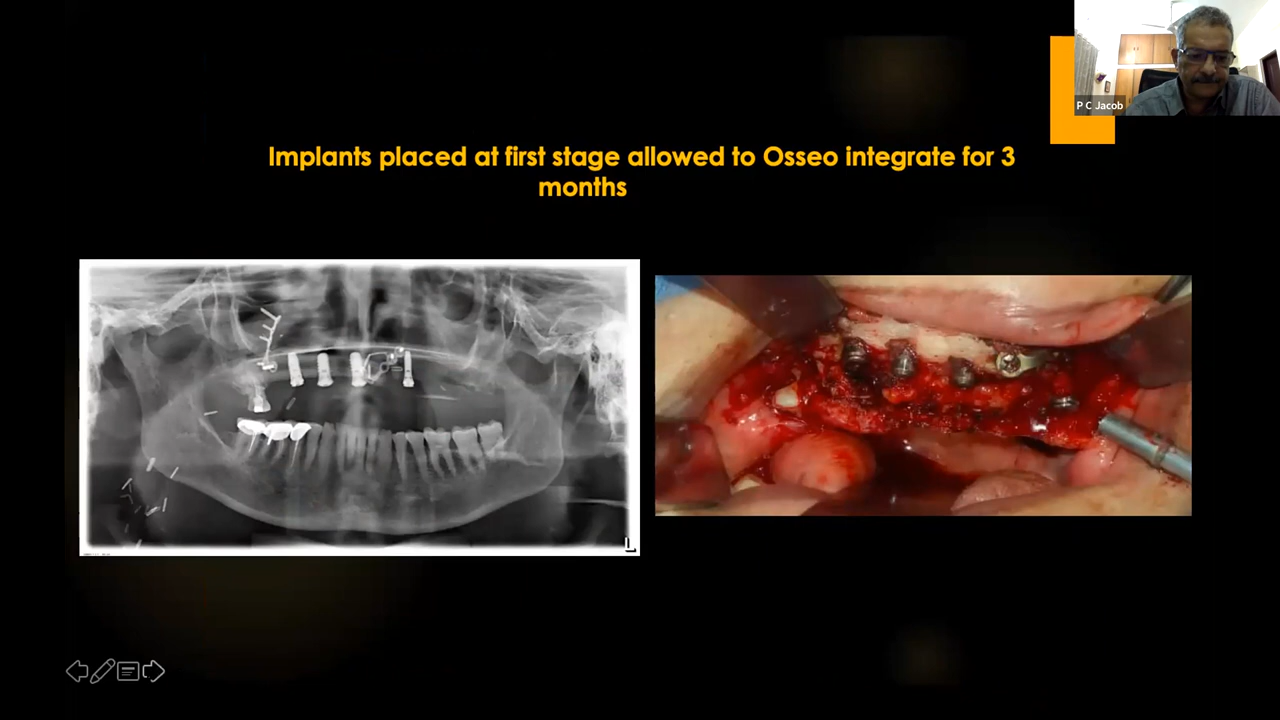 P C Jacob
Implants placed at first stage allowed to Osseo integrate for 3
months
L